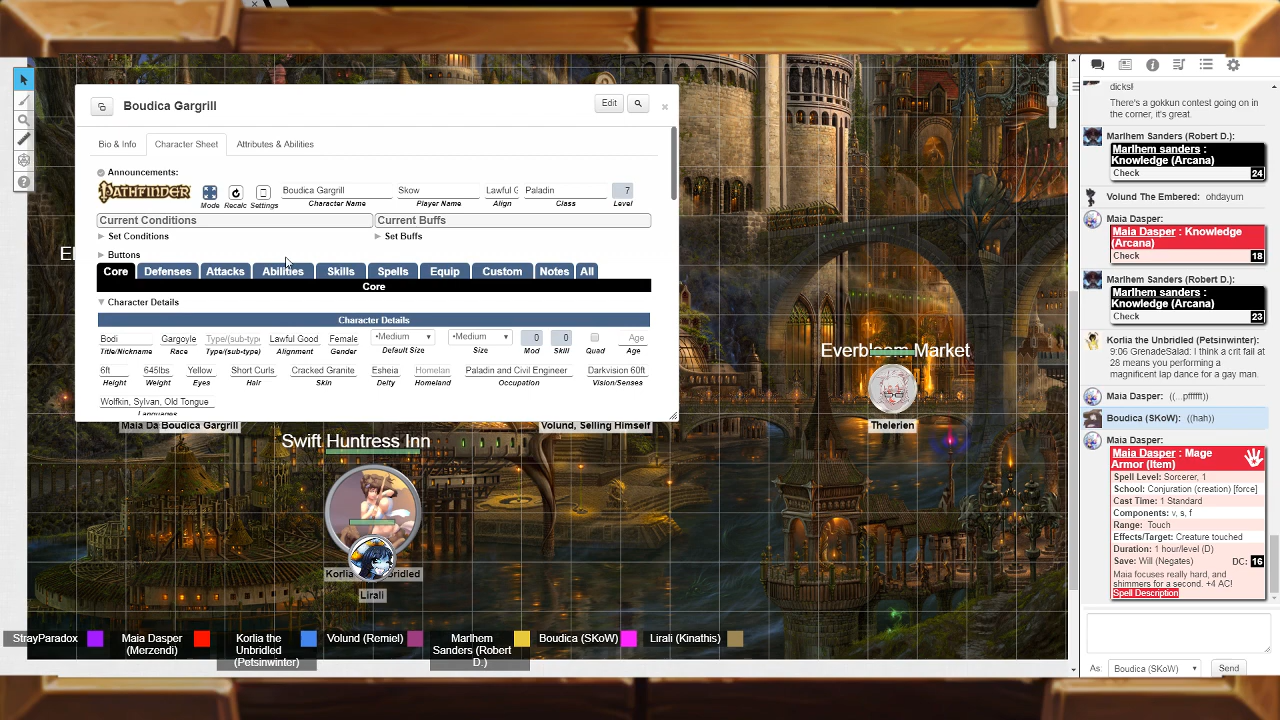 Boudica Gargrill
Edit
Bio & Info
Character Sheet
Attributes & Abilities
Announcements:
PATHFINDER
Mode
Recalc
Settings
Boudica Gargrill
Character Name
Skow
Player Name
Lawful G
Align
Paladin
Class
7
Level
Current Conditions
Current Buffs
Set Conditions
Set Buffs
Buttons
Core
Defenses
Attacks
Abilities
Skills
Spells
Equip
Custom
Notes
All
Core
Character Details
Character Details
Bodi
Title/Nickname
Gargoyle
Race
Type/(sub-typ
Type/(sub-type)
Lawful Good
Alignment
Female
Gender
•Medium
Default Size
•Medium
Size
0
Mod
0
Skill
Quad
Age
Age
6ft
Height
645lbs
Weight
Yellow
Eyes
Short Curls
Hair
Cracked Granite
Skin
Esheia
Deity
Homelan
Homeland
Paladin and Civil Engineer
Occupation
Darkvision 60ft
Vision/Senses
Wolfkin, Sylvan, Old Tongue
Languages
El
Maia Da
Boudica Gargrill
Volund, Selling Himself
Swift Huntress Inn
Korlia
bridled
Lirali
Everbloom Market
Thelerien
StrayParadox
Maia Dasper
(Merzendi)
Korlia the
Unbridled
(Petsinwinter)
Volund (Remiel)
Marlhem
Sanders (Robert
D.)
Boudica (SKoW)
Lirali (Kinathis)
dicks!
There's a gokkun contest going on in
the corner, it's great.
Marlhem Sanders (Robert D.):
Marlhem sanders :
Knowledge (Arcana)
Check
24
Volund The Embered: ohdayum
Maia Dasper:
Maia Dasper : Knowledge
(Arcana)
Check
18
Marlhem Sanders (Robert D.):
Marlhem sanders :
Knowledge (Arcana)
Check
23
Korlia the Unbridled (Petsinwinter):
9:06 GrenadeSalad: I think a crit fail at
28 means you performing a
magnificent lap dance for a gay man.
Maia Dasper: ((...pffffft))
Boudica (SKoW): ((hah))
Maia Dasper:
Maia Dasper : Mage
Armor (Item)
Spell Level: Sorcerer, 1
School: Conjuration (creation) [force]
Cast Time: 1 Standard
Components: v, s, f
Range: Touch
Effects/Target: Creature touched
Duration: 1 hour/level (D)
Save: Will (Negates)
DC: 16
Maia focuses really hard, and
shimmers for a second. +4 AC!
Spell Description
As:
Boudica (SKoW)
Send